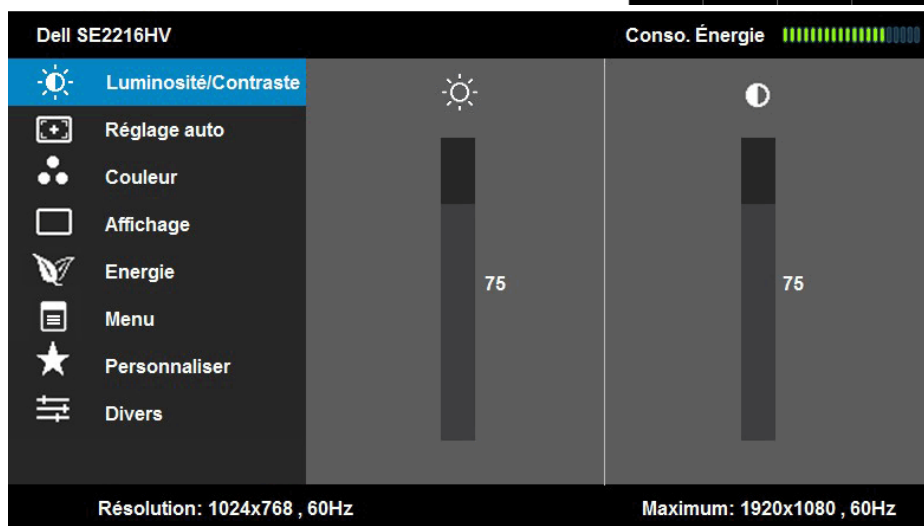 Dell SE2216HV
Conso. Énergie
Luminosité/Contraste
Réglage auto
Couleur
Affichage
Energie
Menu
Personnaliser
Divers
75
75
Résolution: 1024x768 , 60Hz
Maximum: 1920x1080 , 60Hz